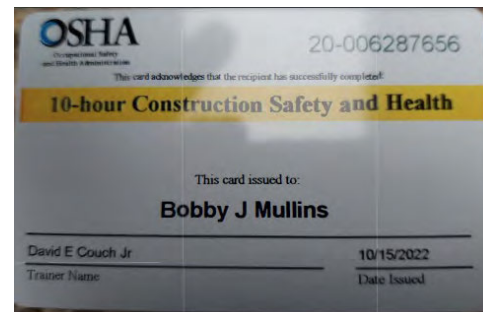 OSHA
Occupational Safety
and Health Administration
20-006287656
This card acknowledges that the recipient has successfully completed:
10-hour Construction Safety and Health
This card issued to:
Bobby J Mullins
David E Couch Jr
10/15/2022
Trainer Name
Date Issued